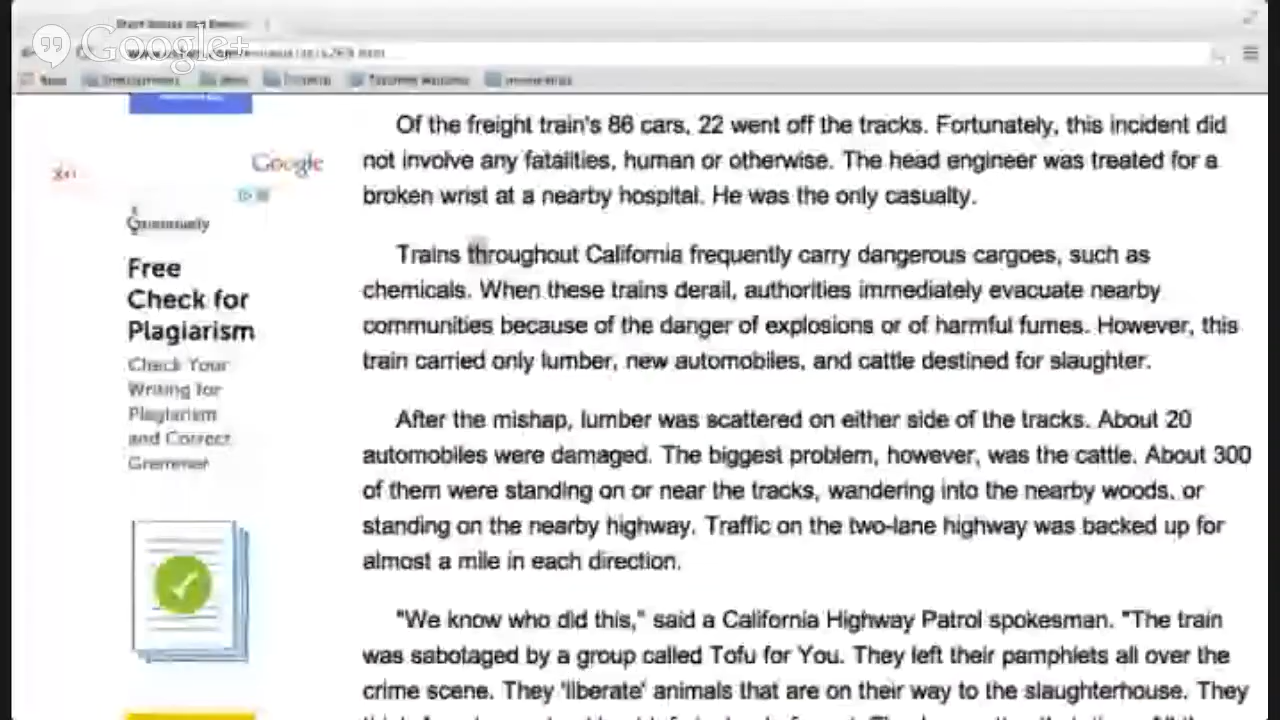 Google+
Google
Of the freight train's 86 cars, 22 went off the tracks. Fortunately, this incident did
not involve any fatalities, human or otherwise. The head engineer was treated for a
broken wrist at a nearby hospital. He was the only casualty.
Grammarly
Free
Check for
Plagiarism
Check Your
Writing for
Plagiarism
and Correct
Grammar
Trains throughout California frequently carry dangerous cargoes, such as
chemicals. When these trains derail, authorities immediately evacuate nearby
communities because of the danger of explosions or of harmful fumes. However, this
train carried only lumber, new automobiles, and cattle destined for slaughter.
After the mishap, lumber was scattered on either side of the tracks. About 20
automobiles were damaged. The biggest problem, however, was the cattle. About 300
of them were standing on or near the tracks, wandering into the nearby woods, or
standing on the nearby highway. Traffic on the two-lane highway was backed up for
almost a mile in each direction.
"We know who did this," said a California Highway Patrol spokesman. "The train
was sabotaged by a group called Tofu for You. They left their pamphlets all over the
crime scene. They 'liberate' animals that are on their way to the slaughterhouse. They